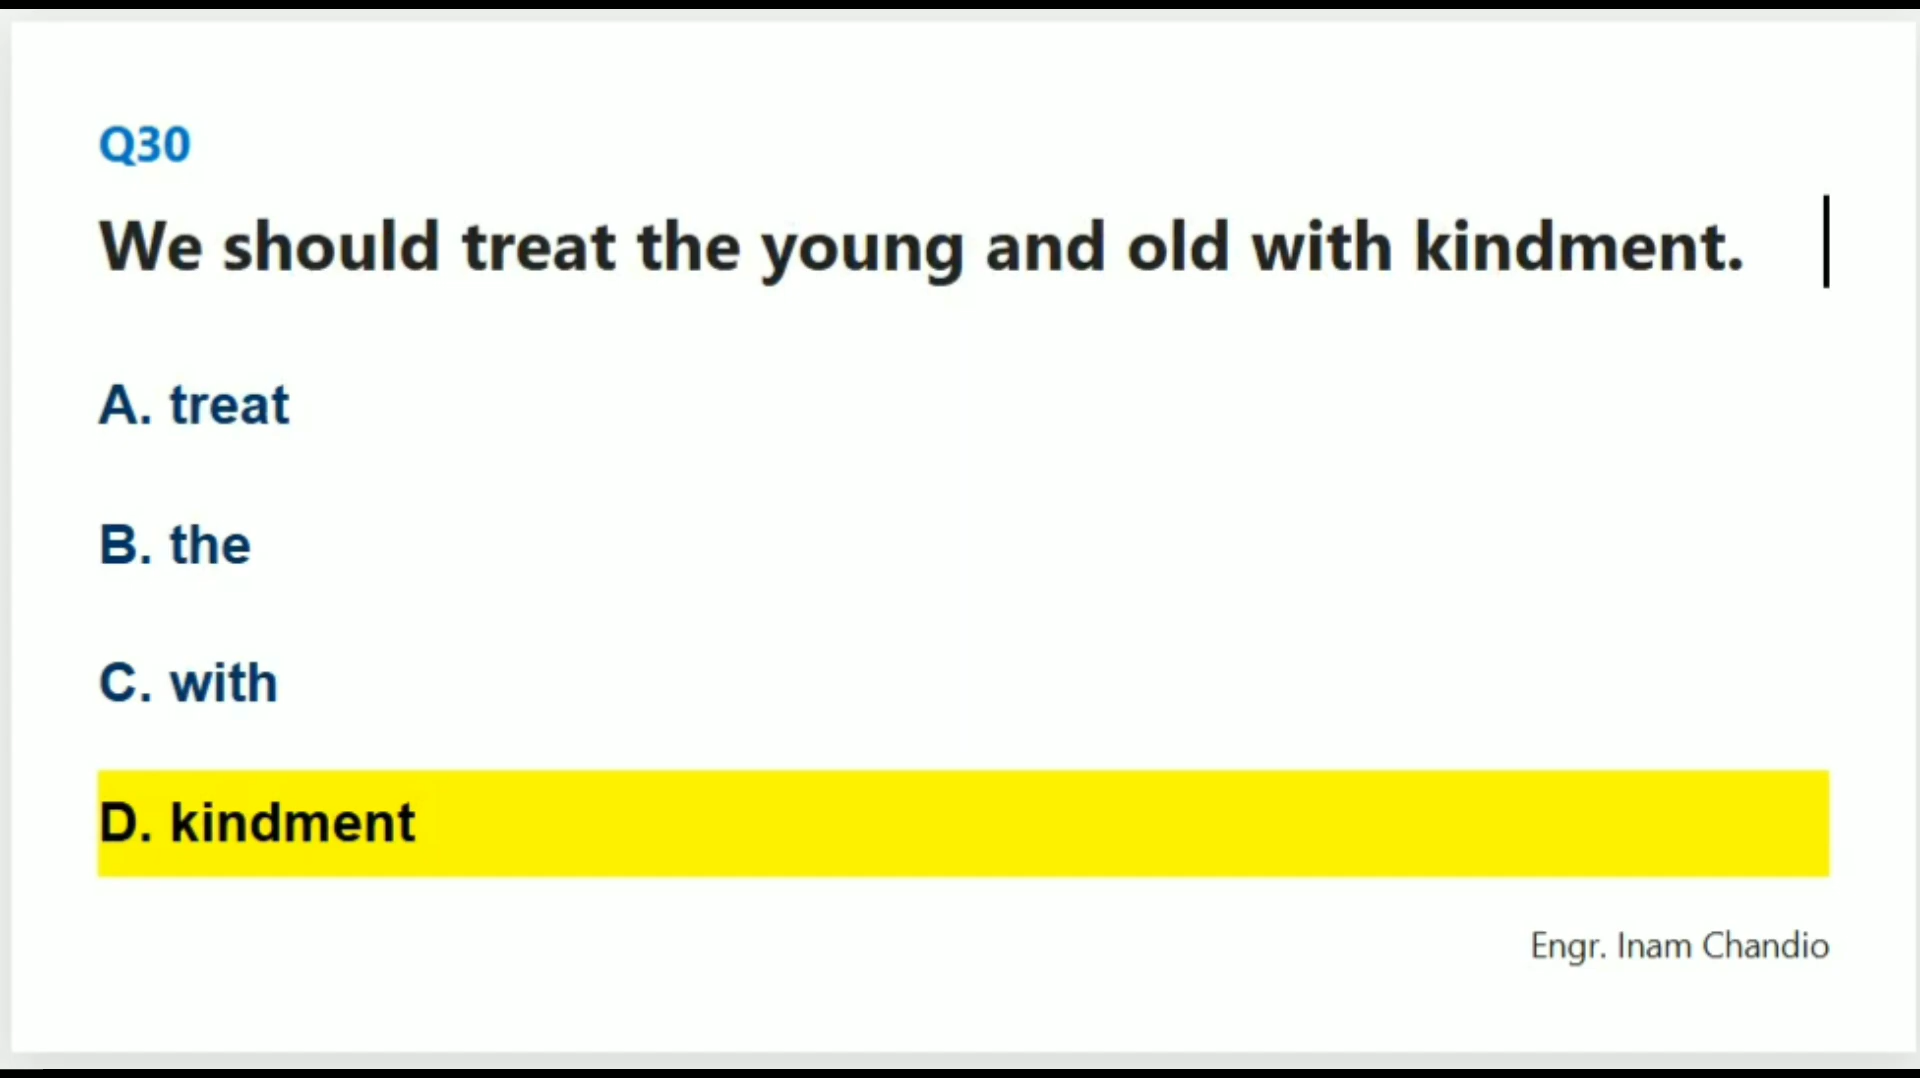 Q30
We should treat the young and old with kindment.
A. treat
B. the
C. with
D. kindment
Engr. Inam Chandio